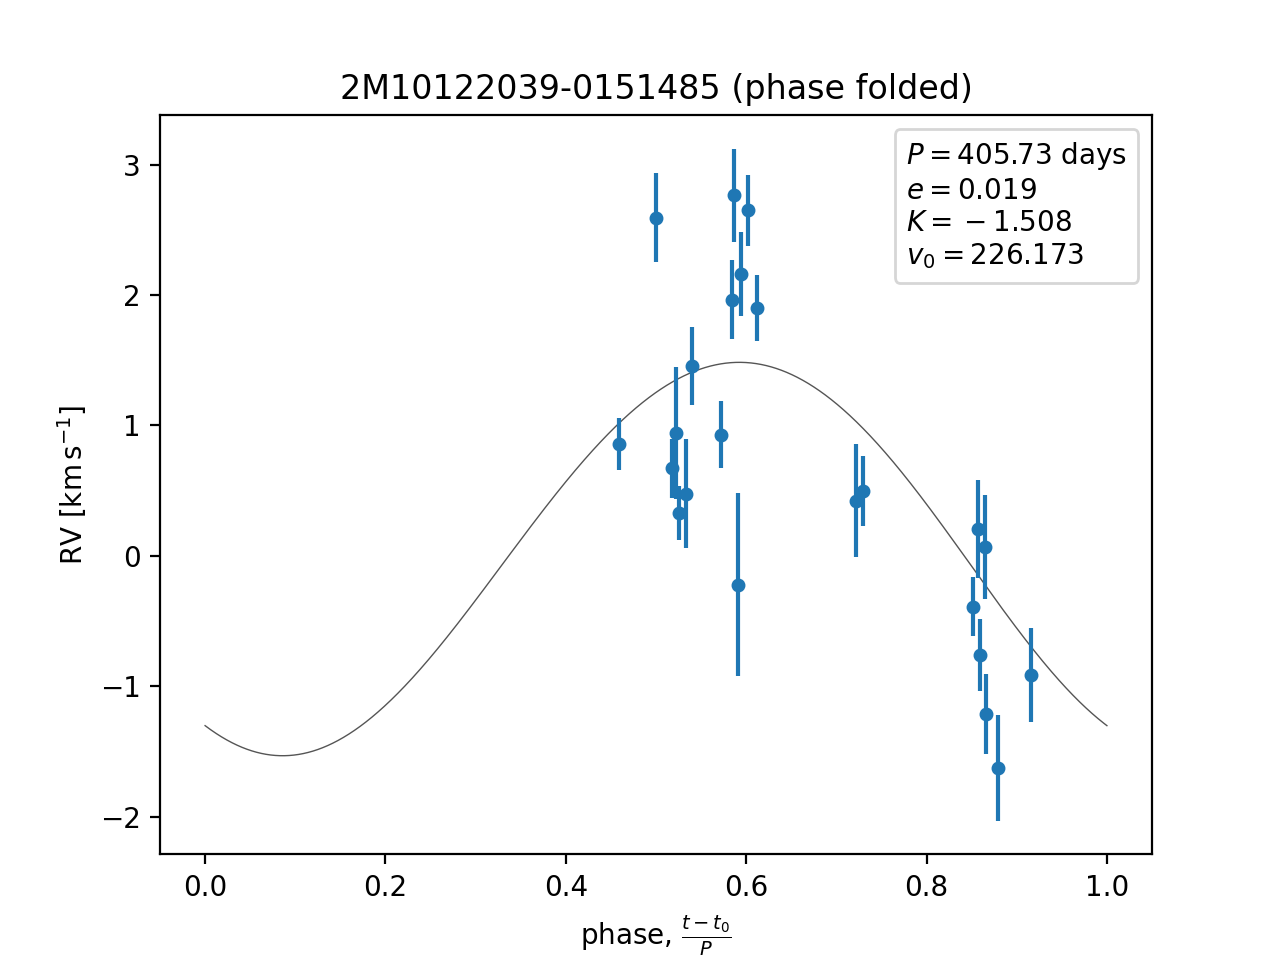 2M10122039-0151485 (phase folded)
P = 405.73 days
e = 0.019
K = −1.508
v₀ = 226.173
3
2
1
0
−1
−2
RV [km s⁻¹]
0.0 0.2 0.4 0.6 0.8 1.0
phase, (t − t₀)/P